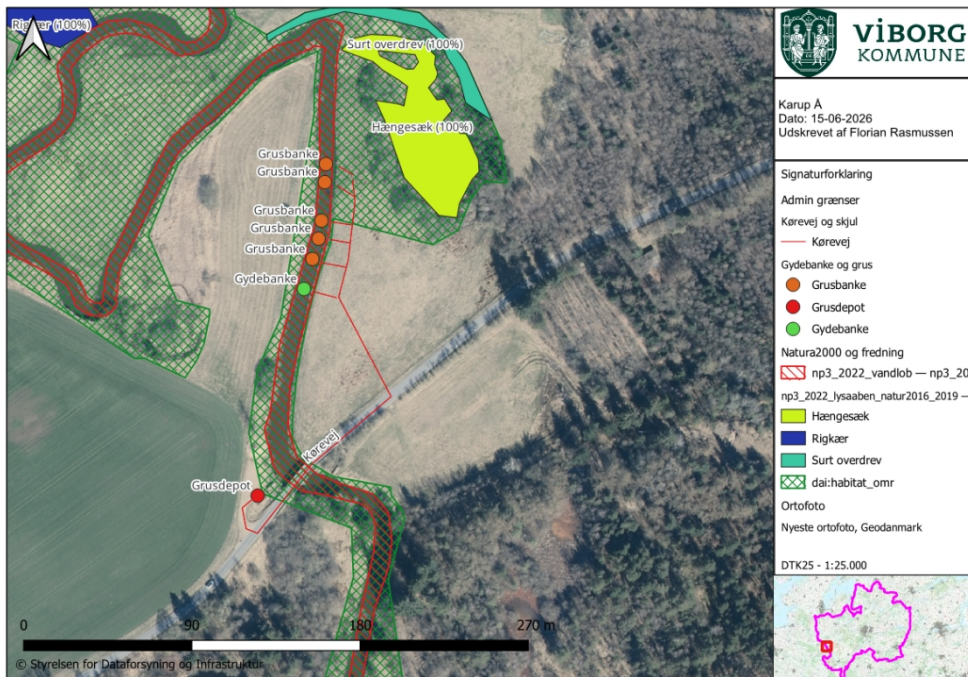 Rigkær (100%)
Surt overdrev (100%)
Hængesæk (100%)
Grusbanke
Grusbanke
Grusbanke
Grusbanke
Grusbanke
Gydebanke
Kørevej
Grusdepot
0 90 180 270 m
© Styrelsen for Dataforsyning og Infrastruktur
VIBORG
KOMMUNE
Karup Å
Dato: 15-06-2026
Udskrevet af Florian Rasmussen
Signaturforklaring
Admin grænser
Kørevej og skjul
Kørevej
Gydebanke og grus
Grusbanke
Grusdepot
Gydebanke
Natura2000 og fredning
np3_2022_vandlob — np3_20
np3_2022_lysaaben_natur2016_2019 —
Hængesæk
Rigkær
Surt overdrev
dai:habitat_omr
Ortofoto
Nyeste ortofoto, Geodanmark
DTK25 - 1:25.000